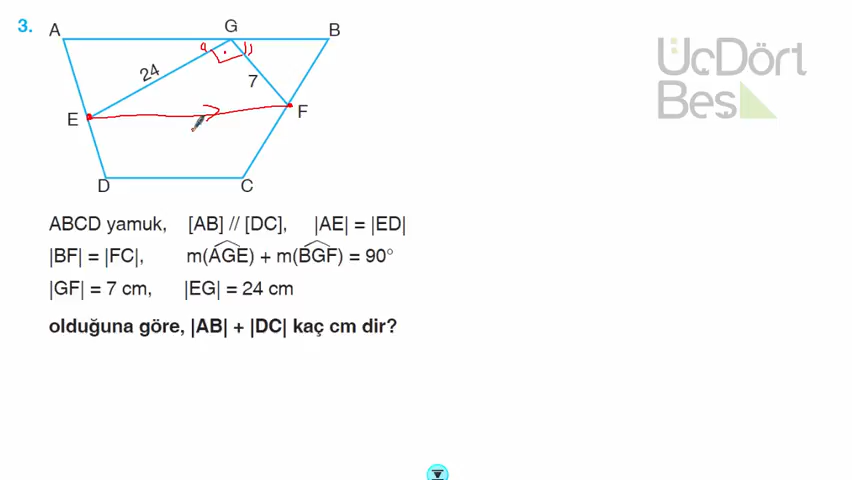 3.
A G B
ÜçDört
Beş
24
7
E F
D C
ABCD yamuk, [AB] // [DC], |AE| = |ED|
|BF| = |FC|, m(AGE) + m(BGF) = 90°
|GF| = 7 cm, |EG| = 24 cm
olduğuna göre, |AB| + |DC| kaç cm dir?